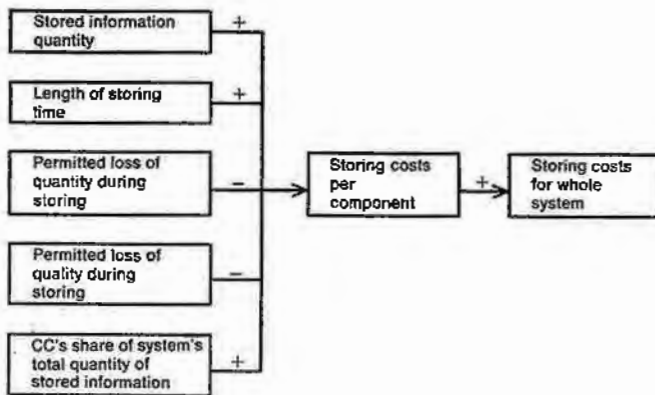 Stored information
quantity
+
Length of storing
time
+
Permitted loss of
quantity during
storing
−
Storing costs
per
component
+
Storing costs
for whole
system
Permitted loss of
quality during
storing
−
CC's share of system's
total quantity of
stored information
+